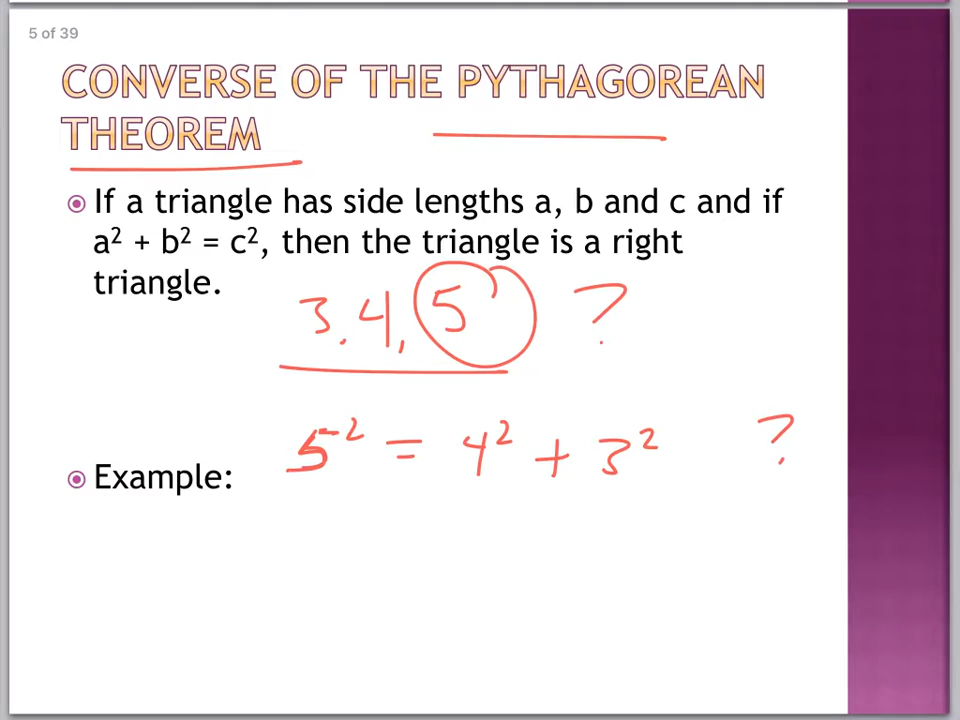 5 of 39
CONVERSE OF THE PYTHAGOREAN
THEOREM
If a triangle has side lengths a, b and c and if
a² + b² = c², then the triangle is a right
triangle.
3, 4, 5 ?
5² = 4² + 3² ?
Example: